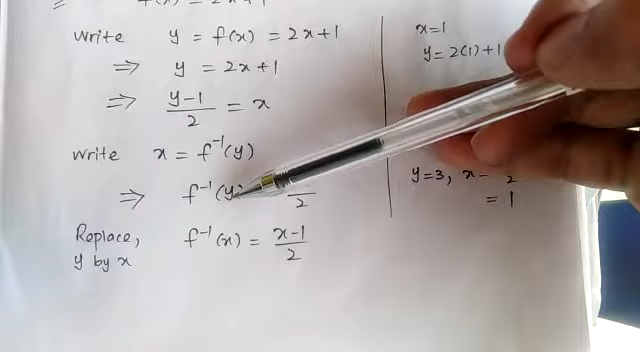 Write y = f(x) = 2x+1
⇒ y = 2x+1
⇒ y-1/2 = x
Write x = f⁻¹(y)
⇒ f⁻¹(y) 2
Replace, y by x f⁻¹(x) = x-1/2
x=1
y=2(1)+1
y=3, x= 2
= 1